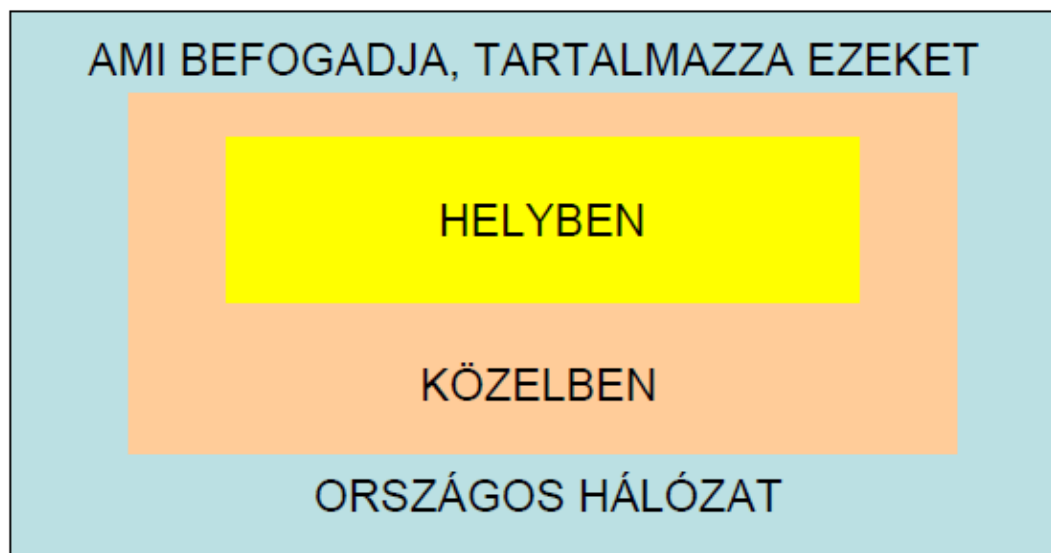 AMI BEFOGADJA, TARTALMAZZA EZEKET
HELYBEN
KÖZELBEN
ORSZÁGOS HÁLÓZAT